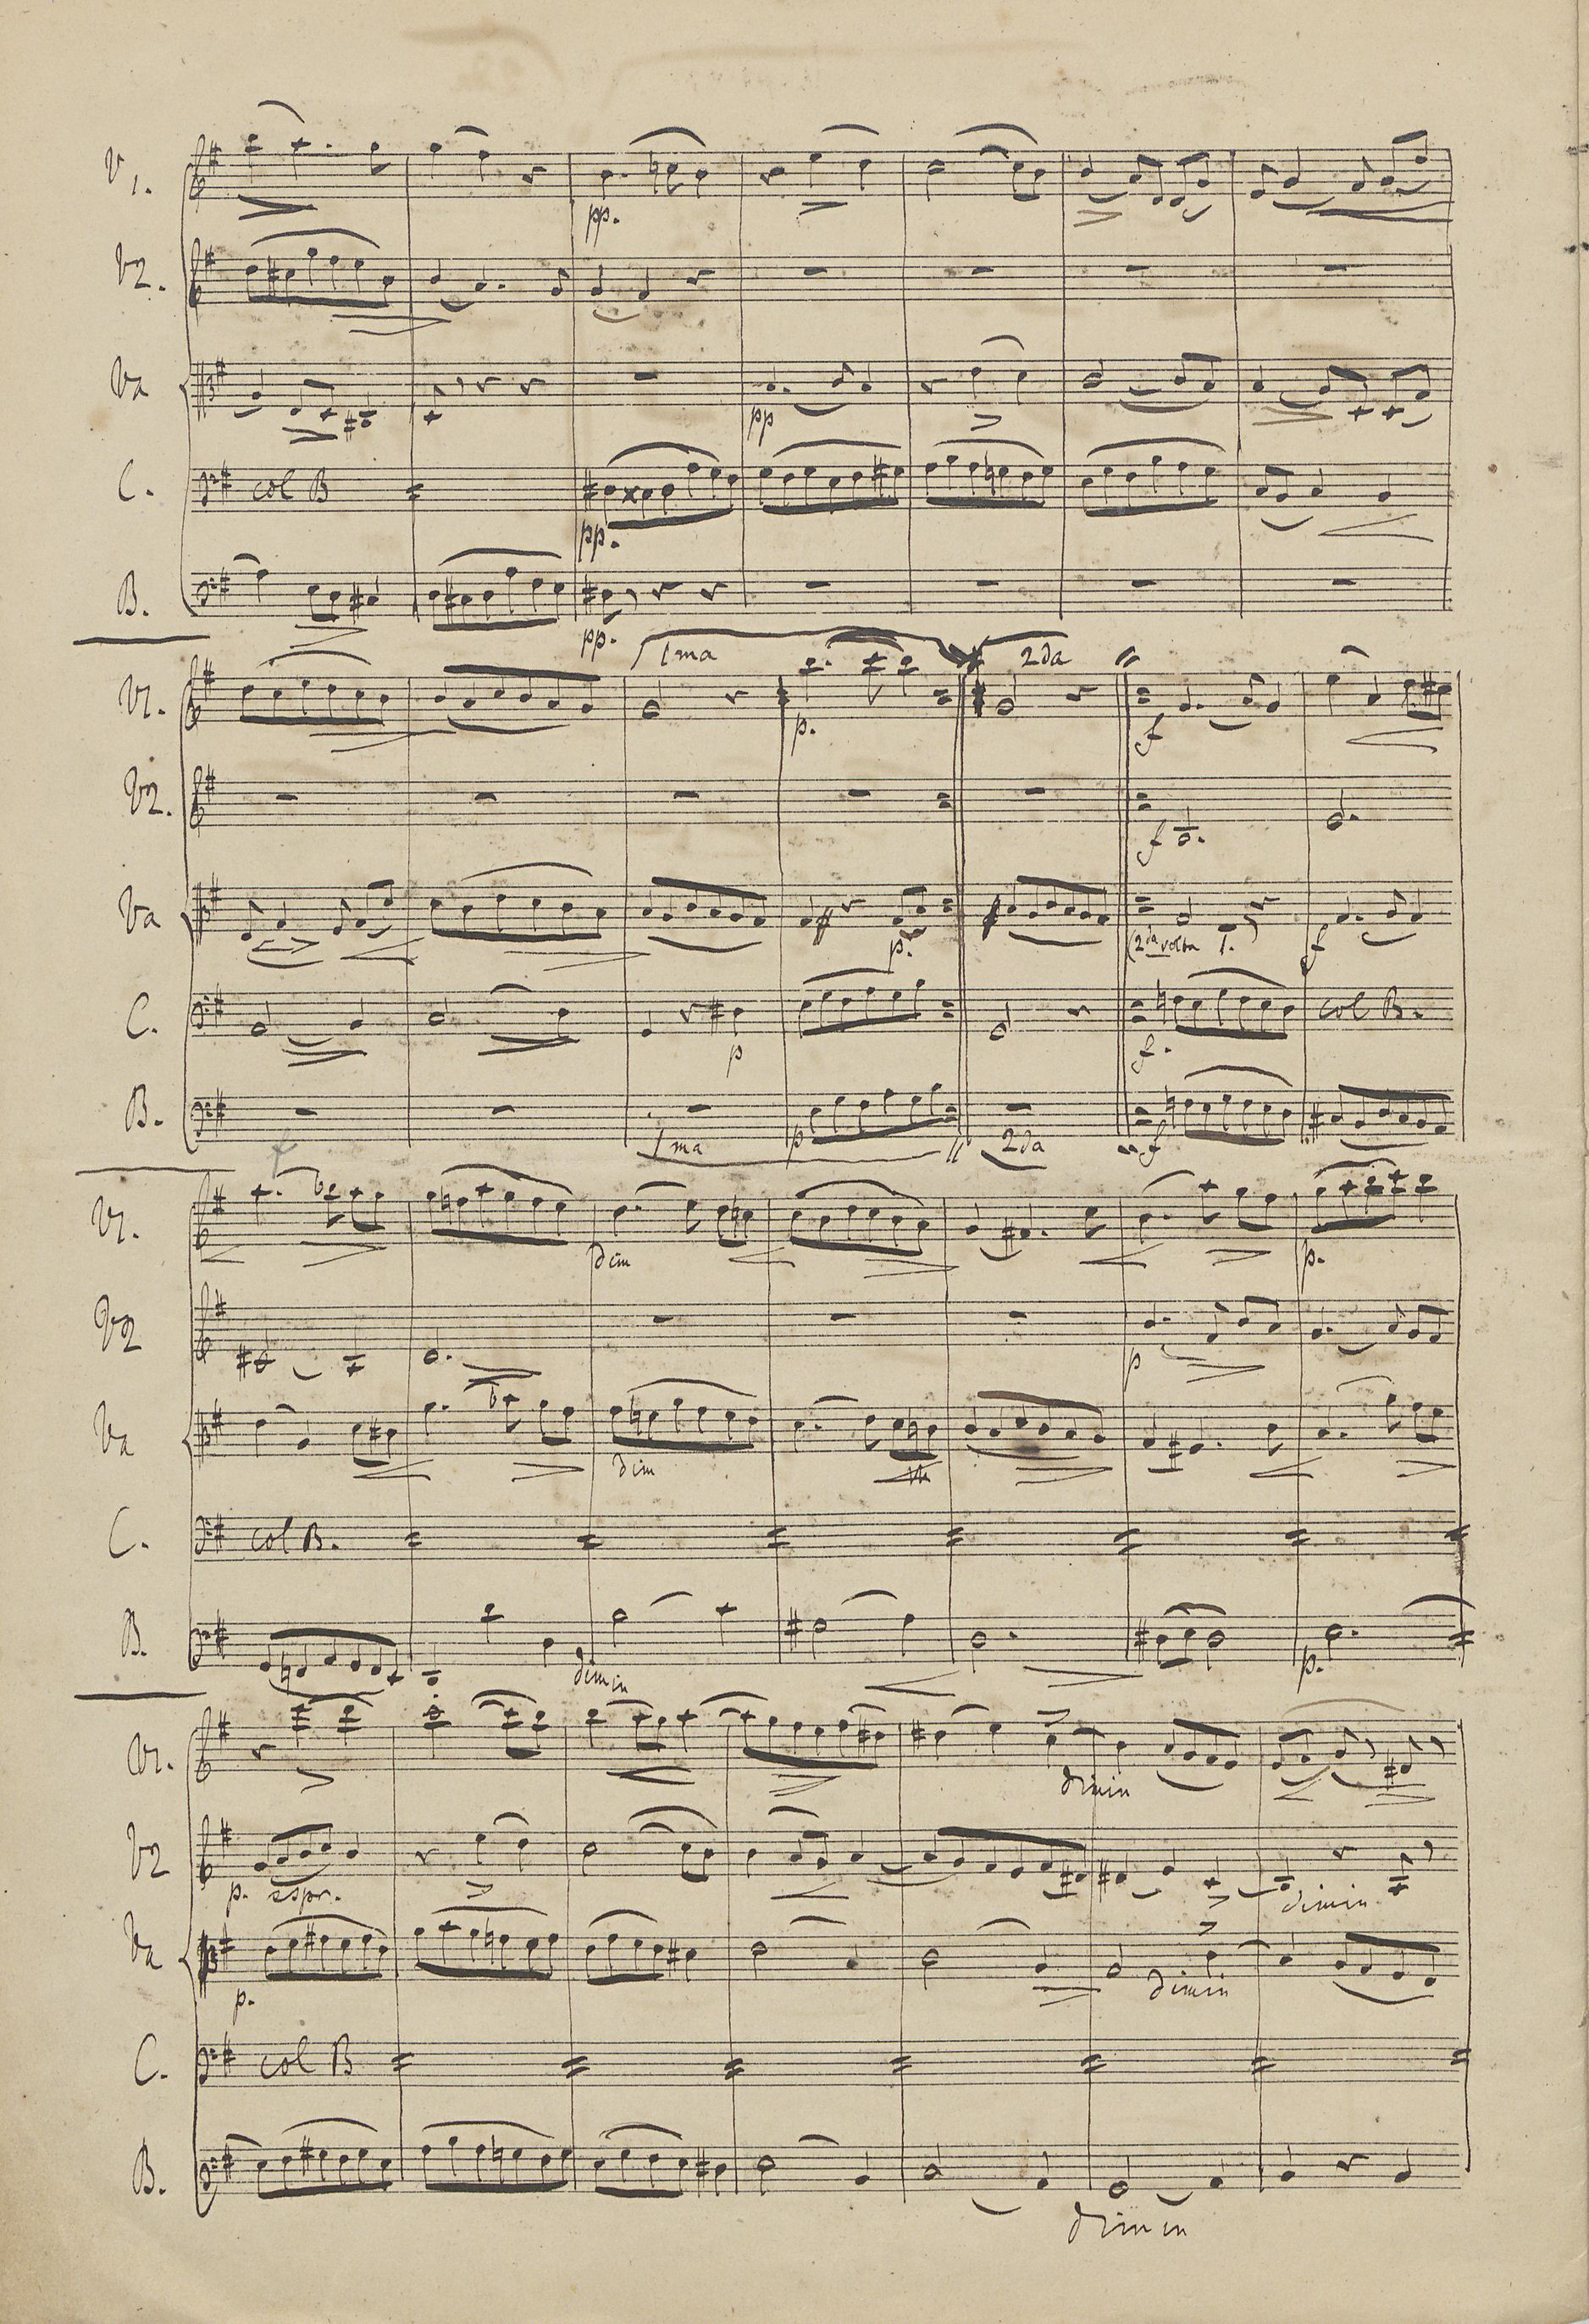 V1.
pp.
V2.
Va
pp
C. col B
pp.
B.
pp.
1ma 2da
V1.
p. f
V2.
f
Va
p. (2da volta 1.) f
C.
p f. col B.
B.
1ma p 2da f
f
V1.
dim p.
V2
p
Va
dim
C. col B.
B.
dimin p.
V1.
dimin
V2
p. espr. dimin
Va
p. dimin
C. col B
B.
dimin